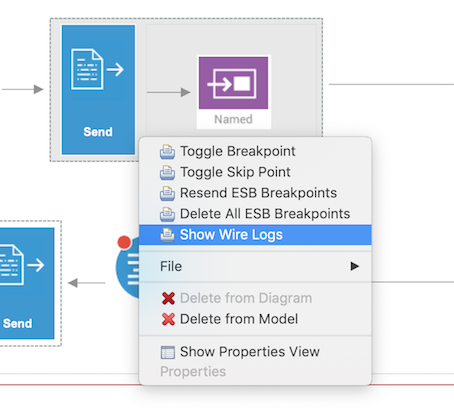 Send
Named
Toggle Breakpoint
Toggle Skip Point
Resend ESB Breakpoints
Delete All ESB Breakpoints
Show Wire Logs
File
Delete from Diagram
Delete from Model
Show Properties View
Properties
Send